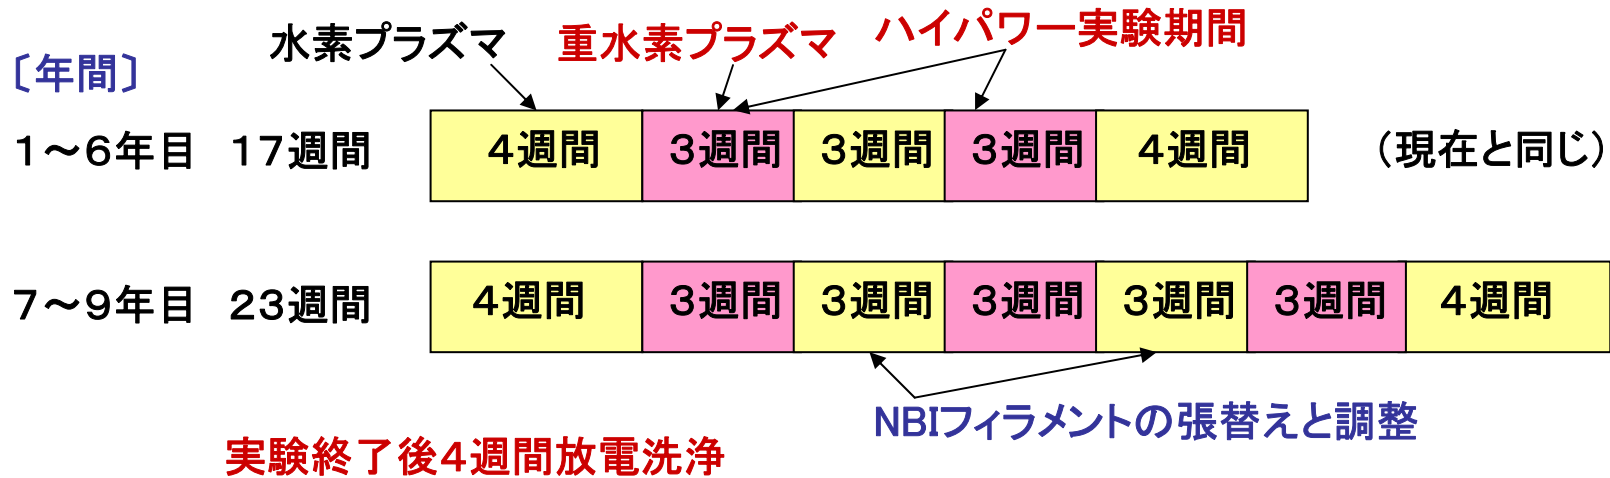 水素プラズマ 重水素プラズマ ハイパワー実験期間
〔年間〕
1～6年目 17週間 4週間 3週間 3週間 3週間 4週間 （現在と同じ）
7～9年目 23週間 4週間 3週間 3週間 3週間 3週間 3週間 4週間
NBIフィラメントの張替えと調整
実験終了後4週間放電洗浄